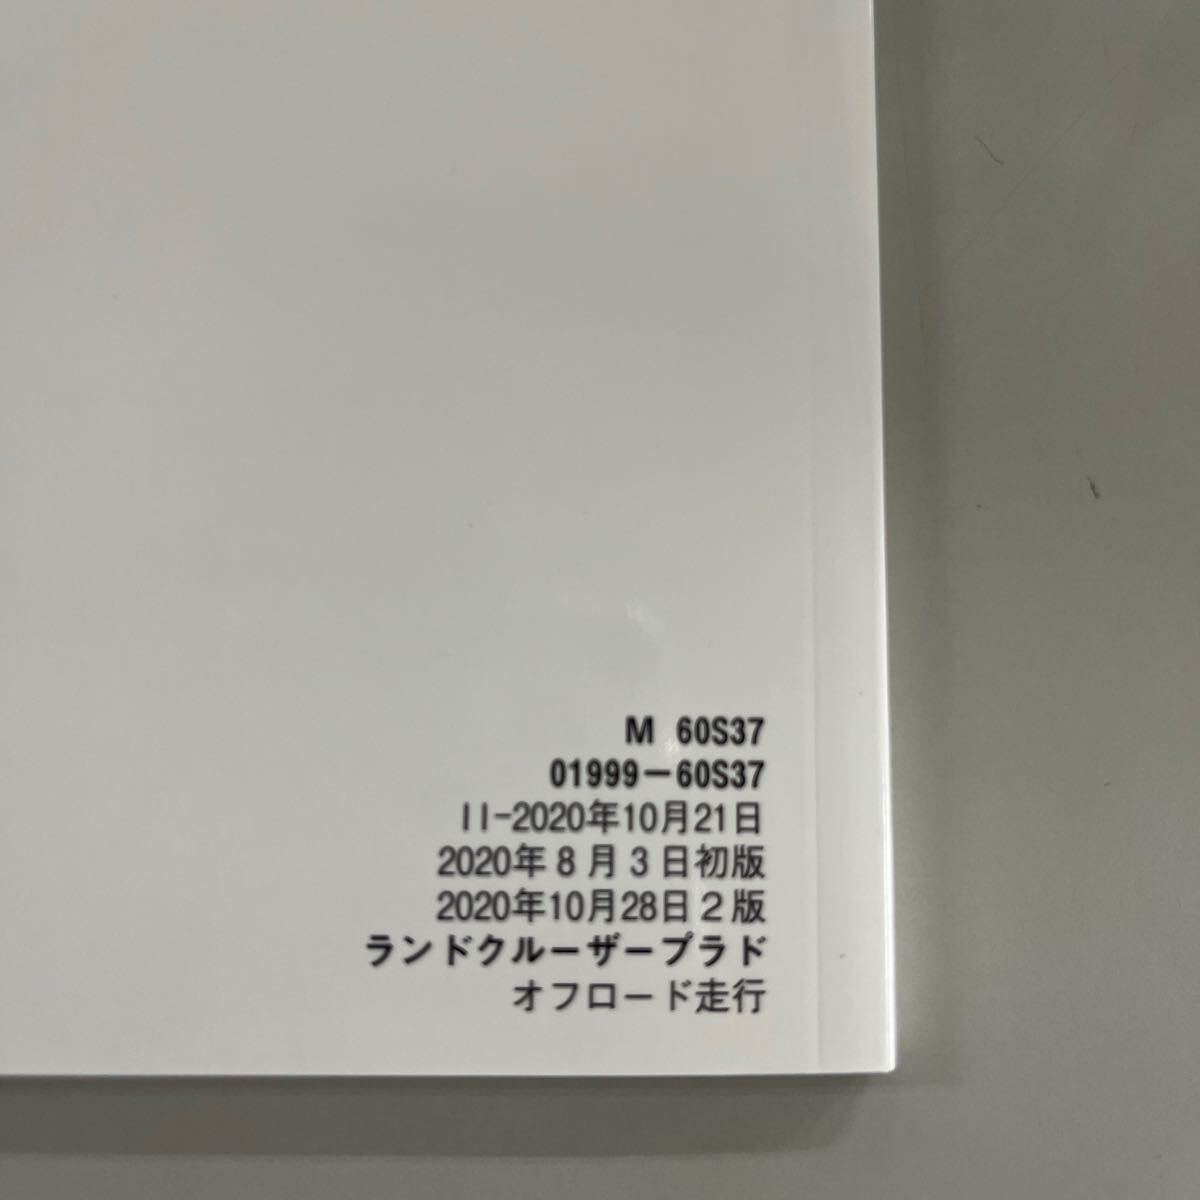 M 60S37
01999-60S37
II-2020年10月21日
2020年8月3日初版
2020年10月28日2版
ランドクルーザープラド
オフロード走行